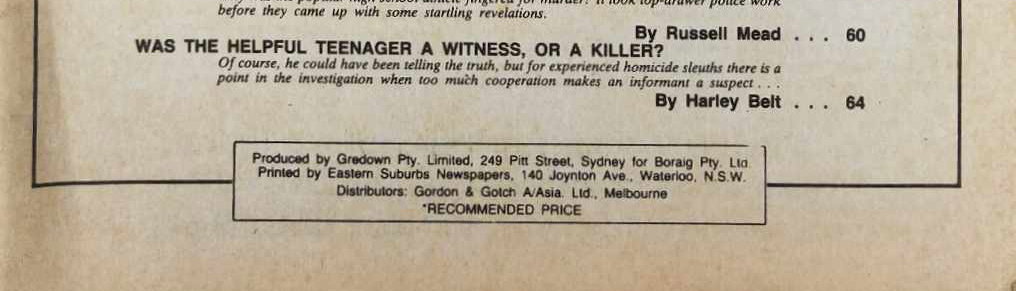 before they came up with some startling revelations.
By Russell Mead . . . 60
WAS THE HELPFUL TEENAGER A WITNESS, OR A KILLER?
Of course, he could have been telling the truth, but for experienced homicide sleuths there is a
point in the investigation when too much cooperation makes an informant a suspect . . .
By Harley Belt . . . 64
Produced by Gredown Pty. Limited, 249 Pitt Street, Sydney for Boraig Pty. Ltd.
Printed by Eastern Suburbs Newspapers, 140 Joynton Ave., Waterloo, N.S.W.
Distributors: Gordon & Gotch A/Asia. Ltd., Melbourne
*RECOMMENDED PRICE